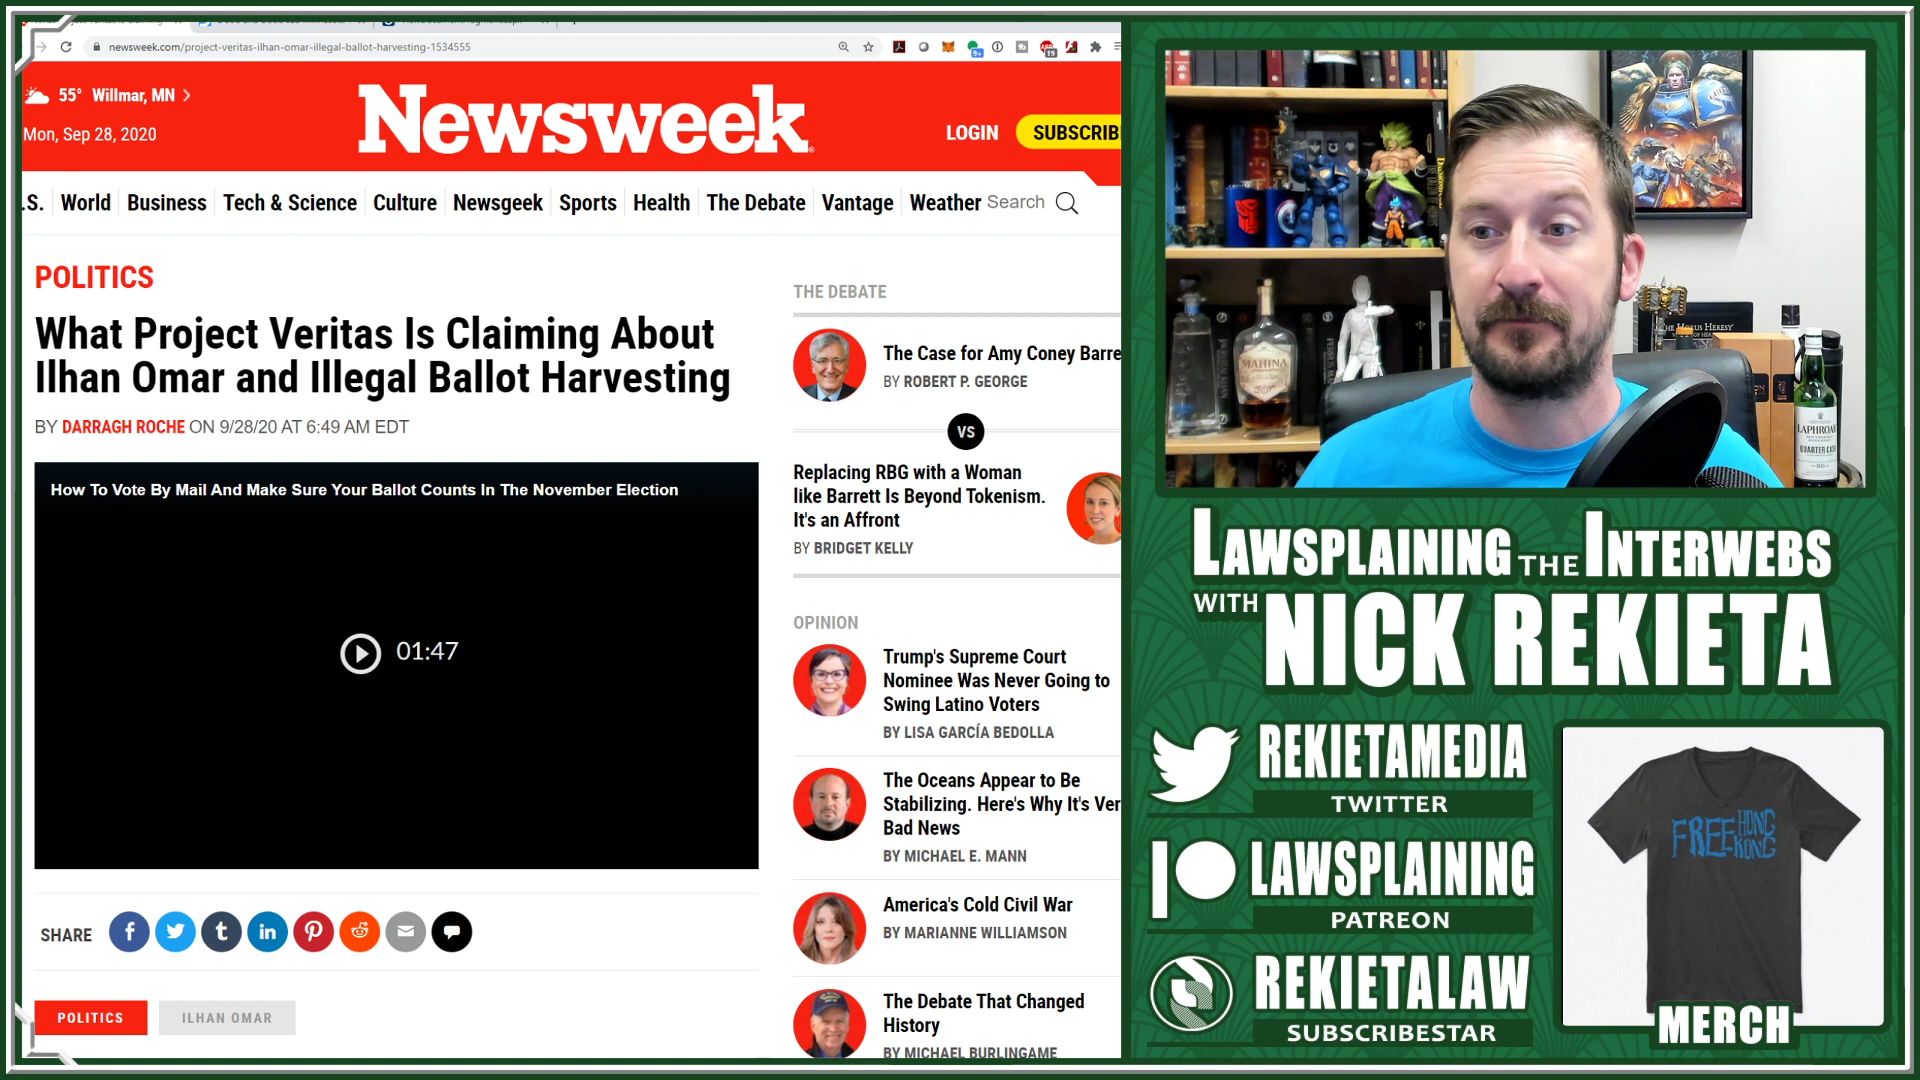 newsweek.com/project-veritas-ilhan-omar-illegal-ballot-harvesting-1534555
55° Willmar, MN
Mon, Sep 28, 2020
Newsweek
LOGIN
SUBSCRIB
.S. World Business Tech & Science Culture Newsgeek Sports Health The Debate Vantage Weather Search
POLITICS
What Project Veritas Is Claiming About
Ilhan Omar and Illegal Ballot Harvesting
BY DARRAGH ROCHE ON 9/28/20 AT 6:49 AM EDT
How To Vote By Mail And Make Sure Your Ballot Counts In The November Election
01:47
SHARE
POLITICS
ILHAN OMAR
THE DEBATE
The Case for Amy Coney Barre
BY ROBERT P. GEORGE
VS
Replacing RBG with a Woman
like Barrett Is Beyond Tokenism.
It's an Affront
BY BRIDGET KELLY
OPINION
Trump's Supreme Court
Nominee Was Never Going to
Swing Latino Voters
BY LISA GARCÍA BEDOLLA
The Oceans Appear to Be
Stabilizing. Here's Why It's Ver
Bad News
BY MICHAEL E. MANN
America's Cold Civil War
BY MARIANNE WILLIAMSON
The Debate That Changed
History
BY MICHAEL BURLINGAME
MAHINA
LAPHROA
QUARTER CA
LAWSPLAINING THE INTERWEBS
WITH NICK REKIETA
REKIETAMEDIA
TWITTER
LAWSPLAINING
PATREON
REKIETALAW
SUBSCRIBESTAR
FREE HONG
KONG
MERCH